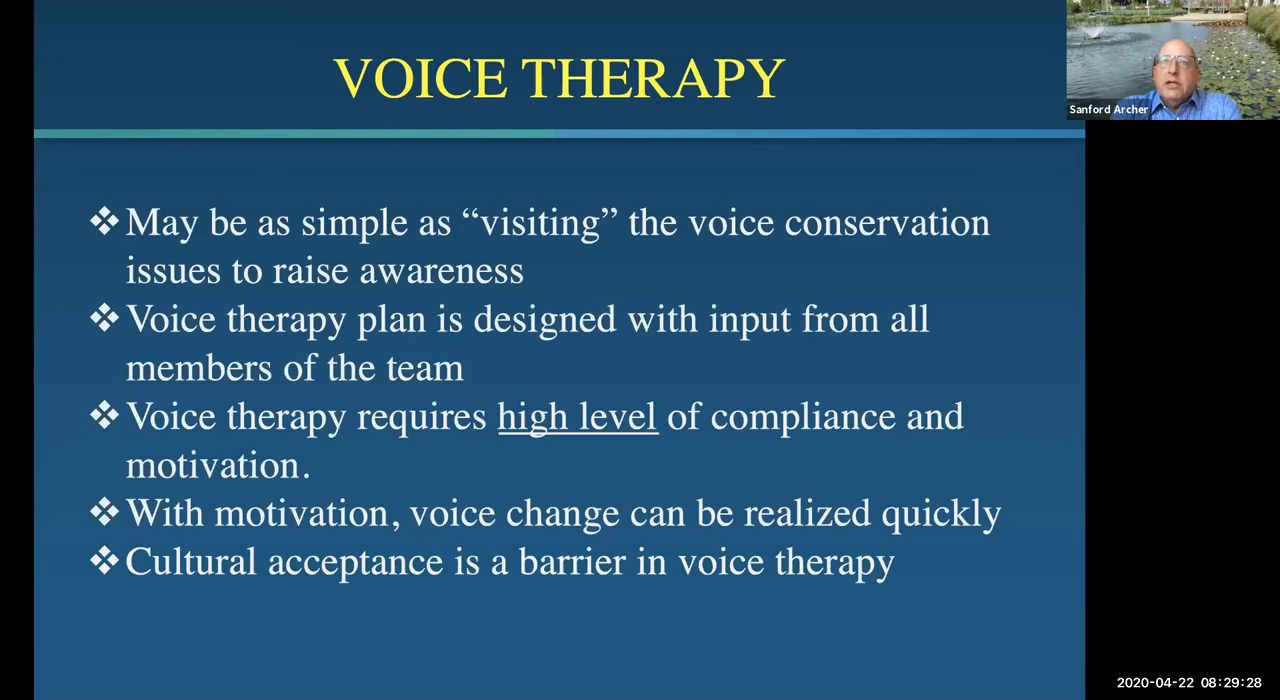 VOICE THERAPY
Sanford Archer
❖May be as simple as “visiting” the voice conservation
issues to raise awareness
❖Voice therapy plan is designed with input from all
members of the team
❖Voice therapy requires high level of compliance and
motivation.
❖With motivation, voice change can be realized quickly
❖Cultural acceptance is a barrier in voice therapy
2020-04-22 08:29:28